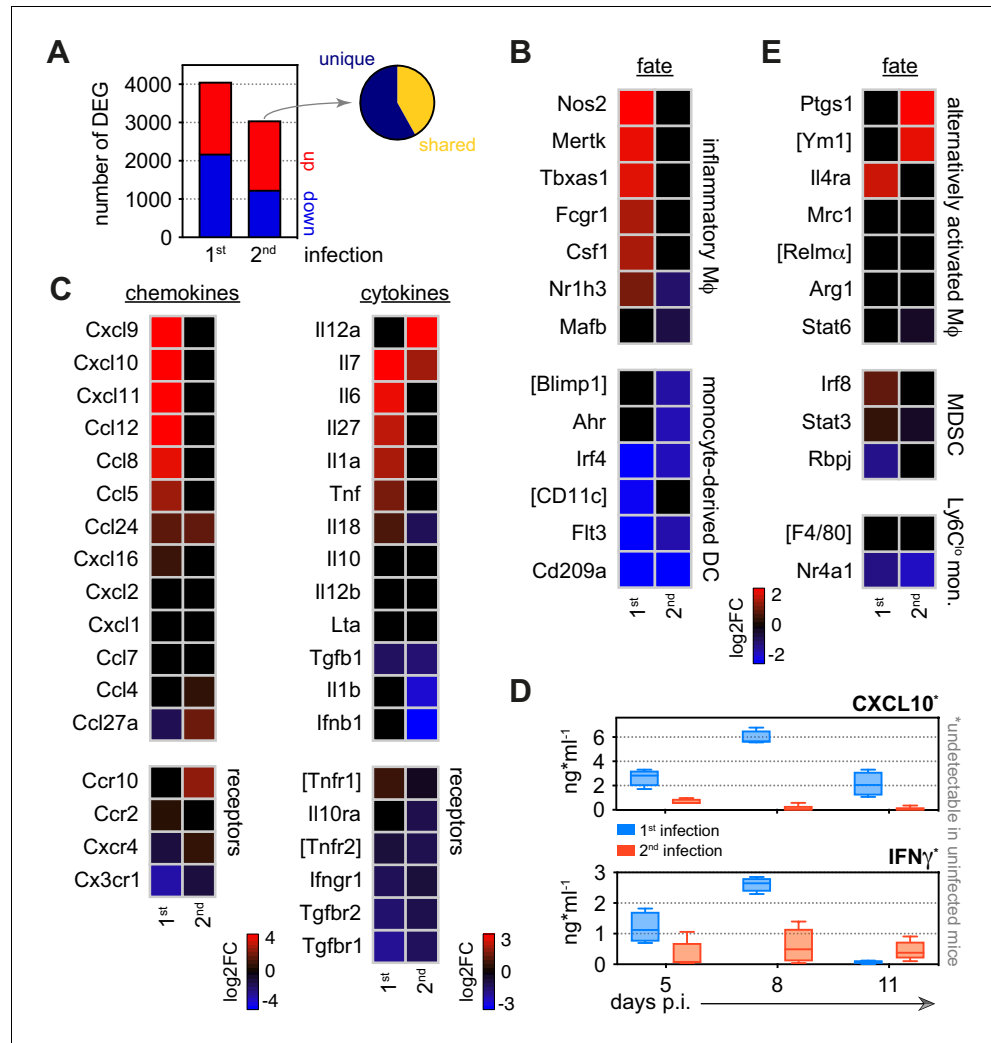 A
number of DEG
4000
3000
2000
1000
0
1st 2nd infection
up
down
unique
shared
B
fate
Nos2
Mertk
Tbxas1
Fcgr1
Csf1
Nr1h3
Mafb
inflammatory Mϕ
[Blimp1]
Ahr
Irf4
[CD11c]
Flt3
Cd209a
monocyte-derived DC
1st 2nd
log2FC
2
0
-2
E
fate
Ptgs1
[Ym1]
Il4ra
Mrc1
[Relmα]
Arg1
Stat6
alternatively activated Mϕ
Irf8
Stat3
Rbpj
MDSC
[F4/80]
Nr4a1
Ly6Clo mon.
1st 2nd
C
chemokines
Cxcl9
Cxcl10
Cxcl11
Ccl12
Ccl8
Ccl5
Ccl24
Cxcl16
Cxcl2
Cxcl1
Ccl7
Ccl4
Ccl27a
Ccr10
Ccr2
Cxcr4
Cx3cr1
receptors
1st 2nd
log2FC
4
0
-4
cytokines
Il12a
Il7
Il6
Il27
Il1a
Tnf
Il18
Il10
Il12b
Lta
Tgfb1
Il1b
Ifnb1
[Tnfr1]
Il10ra
[Tnfr2]
Ifngr1
Tgfbr2
Tgfbr1
receptors
1st 2nd
log2FC
3
0
-3
D
CXCL10*
ng*ml-1
6
4
2
0
1st infection
2nd infection
IFNγ*
ng*ml-1
3
2
1
0
5 8 11
days p.i.
*undetectable in uninfected mice